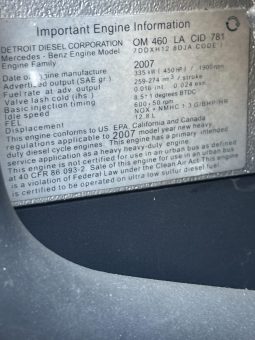 Important Engine Information
DETROIT DIESEL CORPORATION OM 460 LA CID 781
Mercedes - Benz Engine Model 7DDXH12.8DJA CODE
Engine Family
Date of engine manufacture 2007
Advertised output (SAE gr.) 335 kW ( 450 HP ) / 1900rpm
Fuel rate at adv. output 259-274 m³ / stroke
Valve lash cold (ihs.) 0.016 int. 0.024 exh.
Basic injection timing 8.5±1 degrees BTDC
Idle speed 600±50 rpm
FEL NOX+NMHC 1.3 g/BHP-HR
Displacement 12.8L
This engine conforms to US. EPA, California and Canada
regulations applicable to 2007 model year new heavy
duty diesel cycle engines. This engine has a primary intended
service application as a heavy heavy-duty engine.
This engine is not certified for use in an urban bus as defined
at 40 CFR 86.093-2. Sale of this engine for use in an urban bus
is a violation of Federal Law under the Clean Air Act This engine
is certified to be operated on ultra low sulfur diesel fuel.